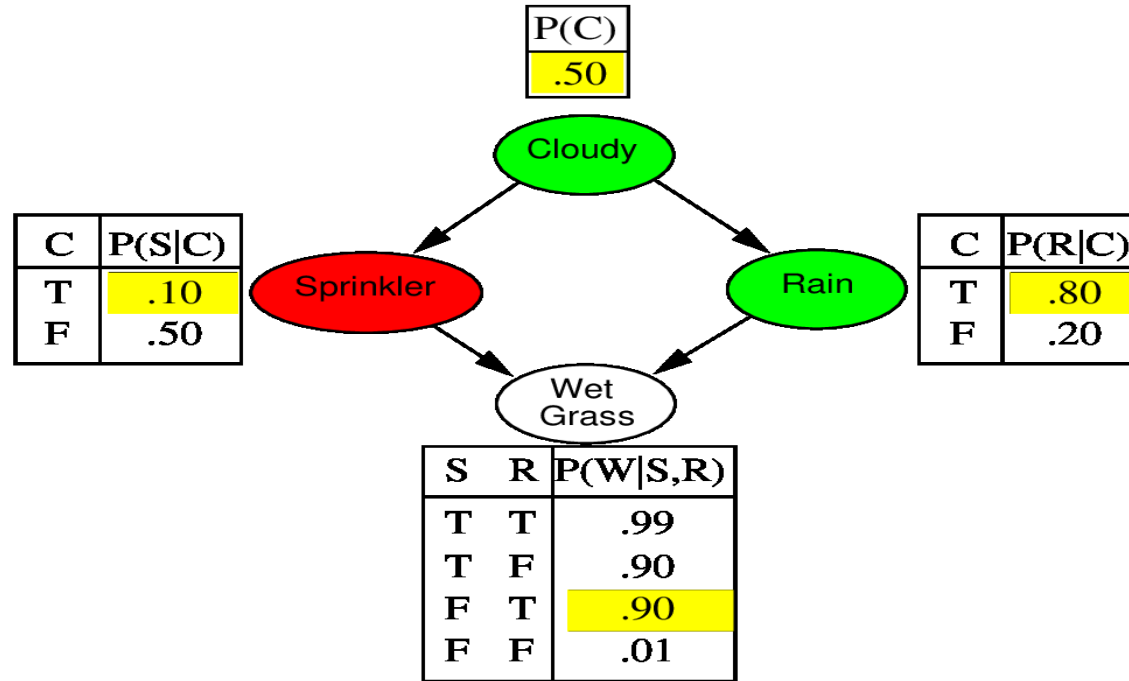 P(C)
.50
Cloudy
C P(S|C)
T .10
F .50
Sprinkler
Rain
C P(R|C)
T .80
F .20
Wet
Grass
S R P(W|S,R)
T T .99
T F .90
F T .90
F F .01